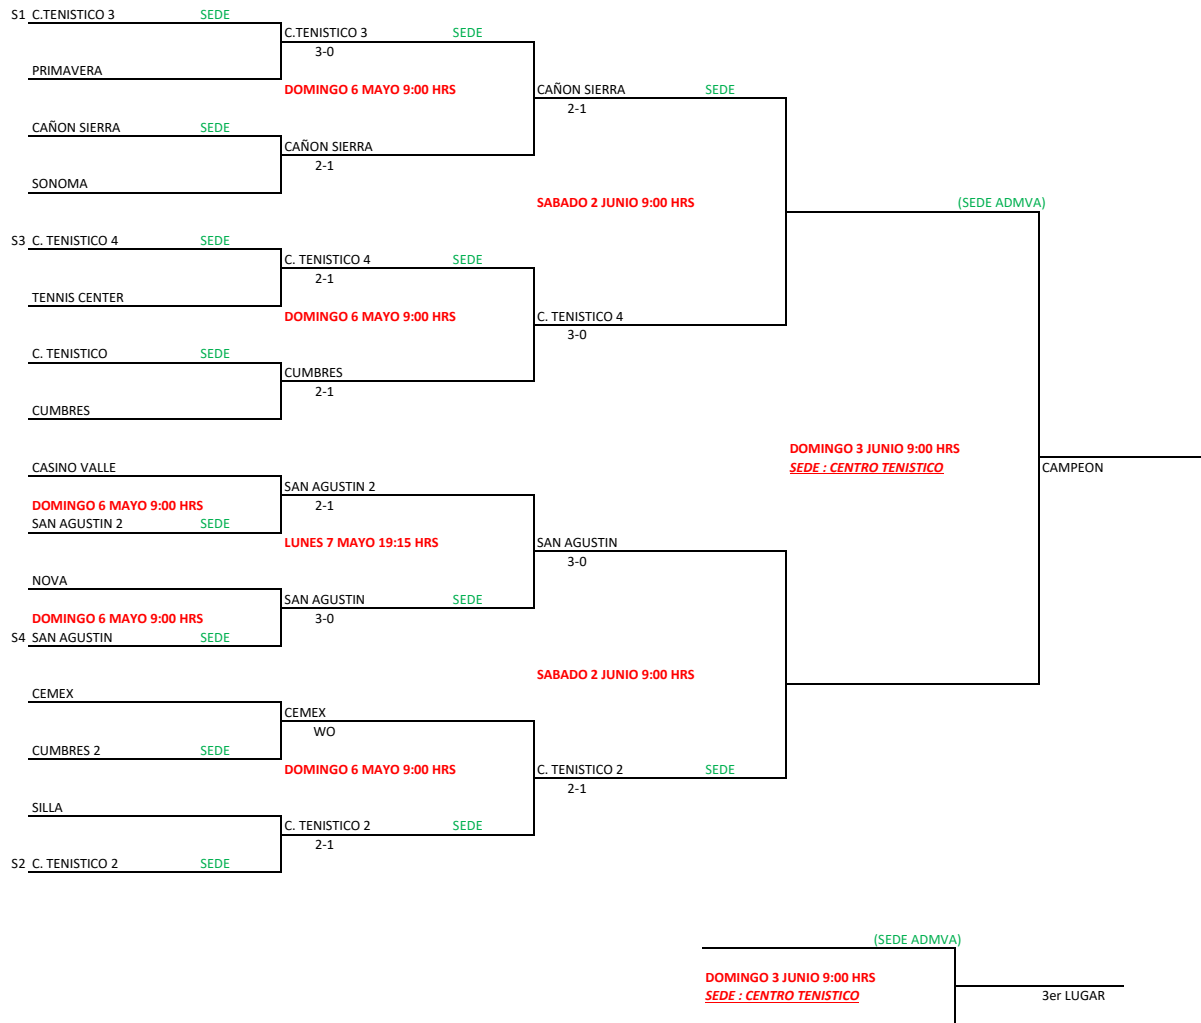 S1 C.TENISTICO 3 SEDE
C.TENISTICO 3 SEDE
3-0
PRIMAVERA
DOMINGO 6 MAYO 9:00 HRS
CAÑON SIERRA SEDE
2-1
CAÑON SIERRA SEDE
CAÑON SIERRA
2-1
SONOMA
SABADO 2 JUNIO 9:00 HRS
(SEDE ADMVA)
S3 C. TENISTICO 4 SEDE
C. TENISTICO 4 SEDE
2-1
TENNIS CENTER
DOMINGO 6 MAYO 9:00 HRS
C. TENISTICO 4
3-0
C. TENISTICO SEDE
CUMBRES
2-1
CUMBRES
DOMINGO 3 JUNIO 9:00 HRS
SEDE : CENTRO TENISTICO
CAMPEON
CASINO VALLE
SAN AGUSTIN 2
2-1
DOMINGO 6 MAYO 9:00 HRS
SAN AGUSTIN 2 SEDE
LUNES 7 MAYO 19:15 HRS
SAN AGUSTIN
3-0
NOVA
SAN AGUSTIN SEDE
3-0
DOMINGO 6 MAYO 9:00 HRS
S4 SAN AGUSTIN SEDE
SABADO 2 JUNIO 9:00 HRS
CEMEX
CEMEX
WO
CUMBRES 2 SEDE
DOMINGO 6 MAYO 9:00 HRS
C. TENISTICO 2 SEDE
2-1
SILLA
C. TENISTICO 2 SEDE
2-1
S2 C. TENISTICO 2 SEDE
(SEDE ADMVA)
DOMINGO 3 JUNIO 9:00 HRS
SEDE : CENTRO TENISTICO
3er LUGAR